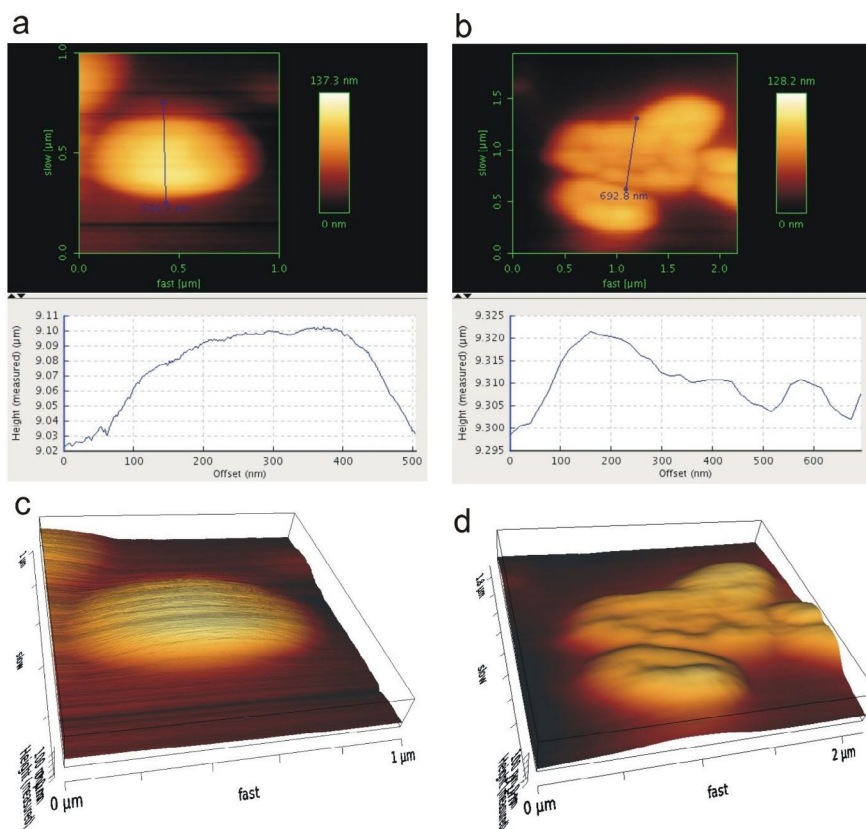 a
1.0
0.5
0.0
slow [µm]
0.0
0.5
1.0
fast [µm]
137.3 nm
0 nm
b
1.5
1.0
0.5
0.0
slow [µm]
692.8 nm
0.0
0.5
1.0
1.5
2.0
fast [µm]
128.2 nm
0 nm
9.11
9.10
9.09
9.08
9.07
9.06
9.05
9.04
9.03
9.02
Height (measured) (µm)
0
100
200
300
400
500
Offset (nm)
9.325
9.320
9.310
9.300
9.295
Height (measured) (µm)
0
100
200
300
400
500
600
Offset (nm)
c
slow
0 µm
fast
1 µm
d
slow
0 µm
fast
2 µm